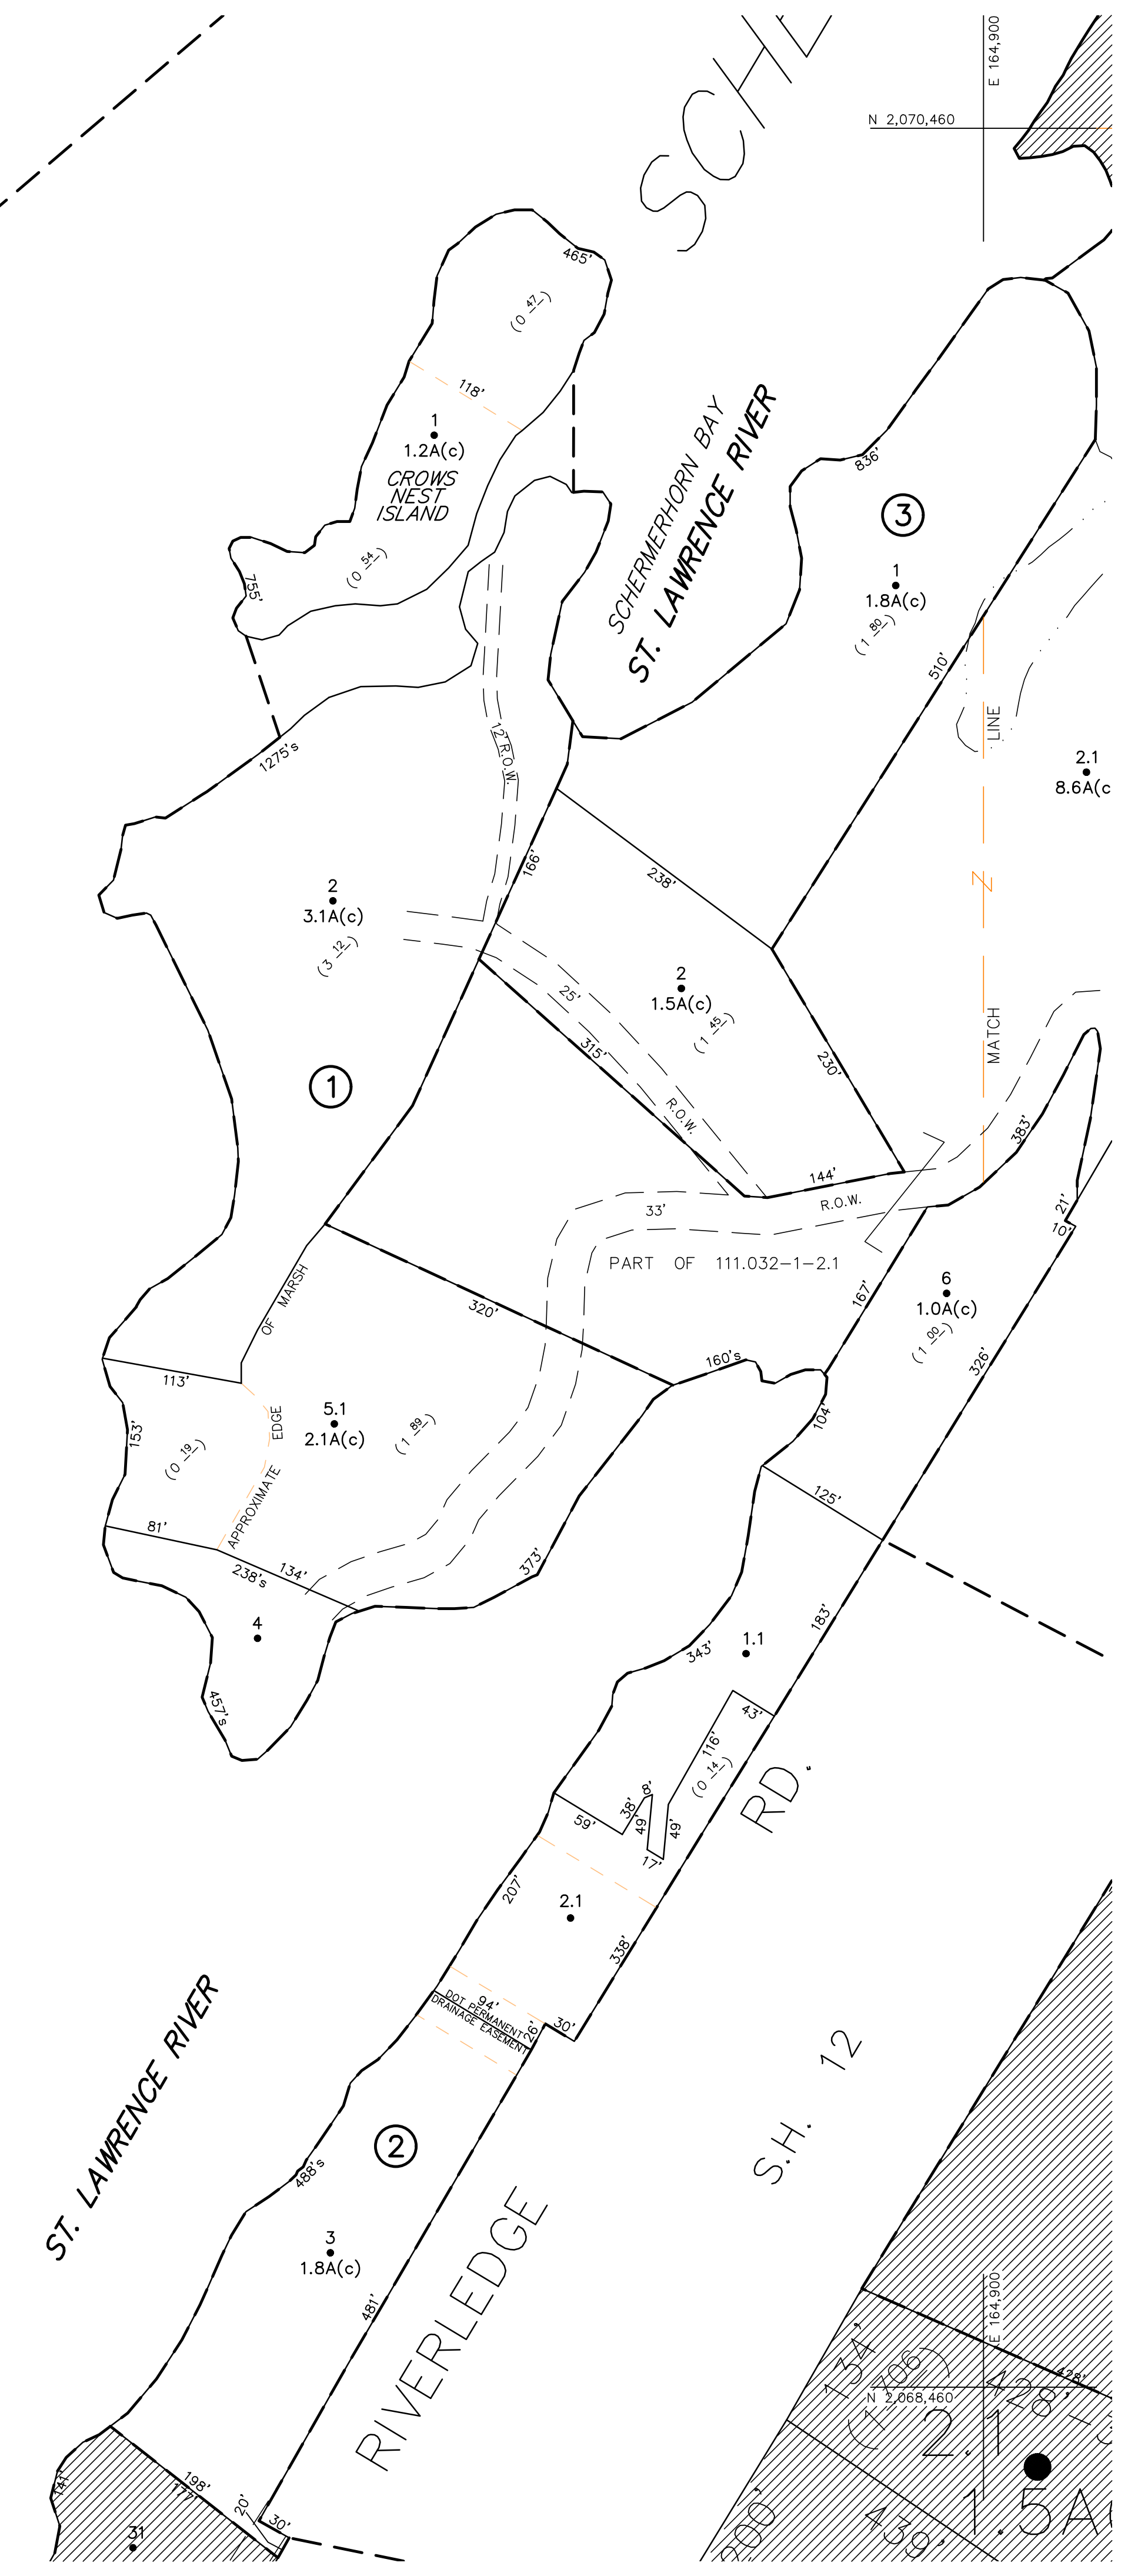 SCH
E 164,900
N 2,070,460
465'
(0 47)
118'
1
1.2A(c)
CROWS
NEST
ISLAND
(0 54)
755'
SCHERMERHORN BAY
ST. LAWRENCE RIVER
836'
3
1
1.8A(c)
(1 80)
510'
LINE
2.1
8.6A(c
1275's
12' R.O.W.
166'
238'
2
3.1A(c)
(3 12)
Z
2
1.5A(c)
(1 45)
25'
315'
230'
MATCH
1
R.O.W.
383'
144'
R.O.W.
33'
21'
10'
PART OF 111.032-1-2.1
6
1.0A(c)
(1 00)
167'
326'
320'
160's
104'
APPROXIMATE EDGE OF MARSH
113'
153'
(0 19)
5.1
2.1A(c)
(1 89)
81'
134'
238's
373'
125'
4
457's
183'
1.1
343'
43'
116'
(0 14)
8'
38'
49'
49'
59'
17'
RD.
207'
2.1
338'
94'
DOT PERMANENT
DRAINAGE EASEMENT
26'
30'
ST. LAWRENCE RIVER
S.H. 12
2
488's
3
1.8A(c)
481'
RIVERLEDGE
E 164,900
134'
428'
N 2,068,460
428'
2.1
1.5A
439'
200'
141'
198'
177'
20'
30'
31